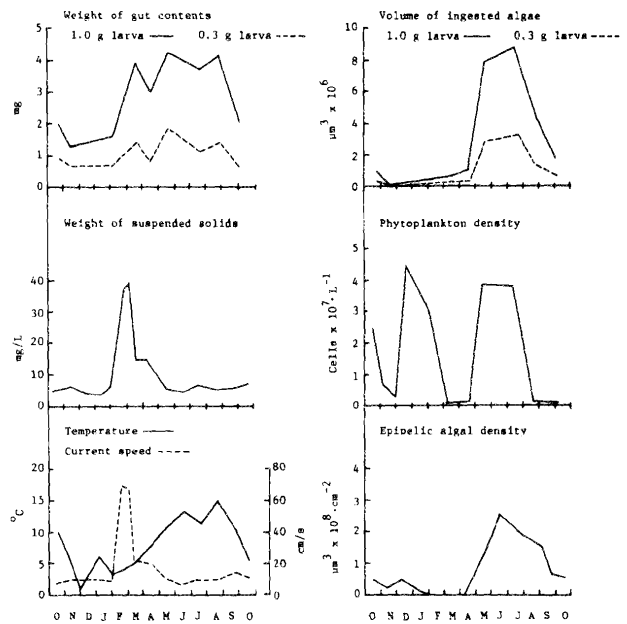 Weight of gut contents
1.0 g larva 0.3 g larva
mg
5
4
3
2
1
0
Volume of ingested algae
1.0 g larva 0.3 g larva
µm³ x 10⁶
10
8
6
4
2
0
Weight of suspended solids
mg/L
40
30
20
10
0
Phytoplankton density
Cells x 10⁷·L⁻¹
5
4
3
2
1
0
Temperature
Current speed
°C
20
15
10
5
0
80
60
40
20
0
cm/s
O N D J F M A M J J A S O
Epipelic algal density
µm³ x 10⁸·cm⁻²
4
3
2
1
0
O N D J F M A M J J A S O